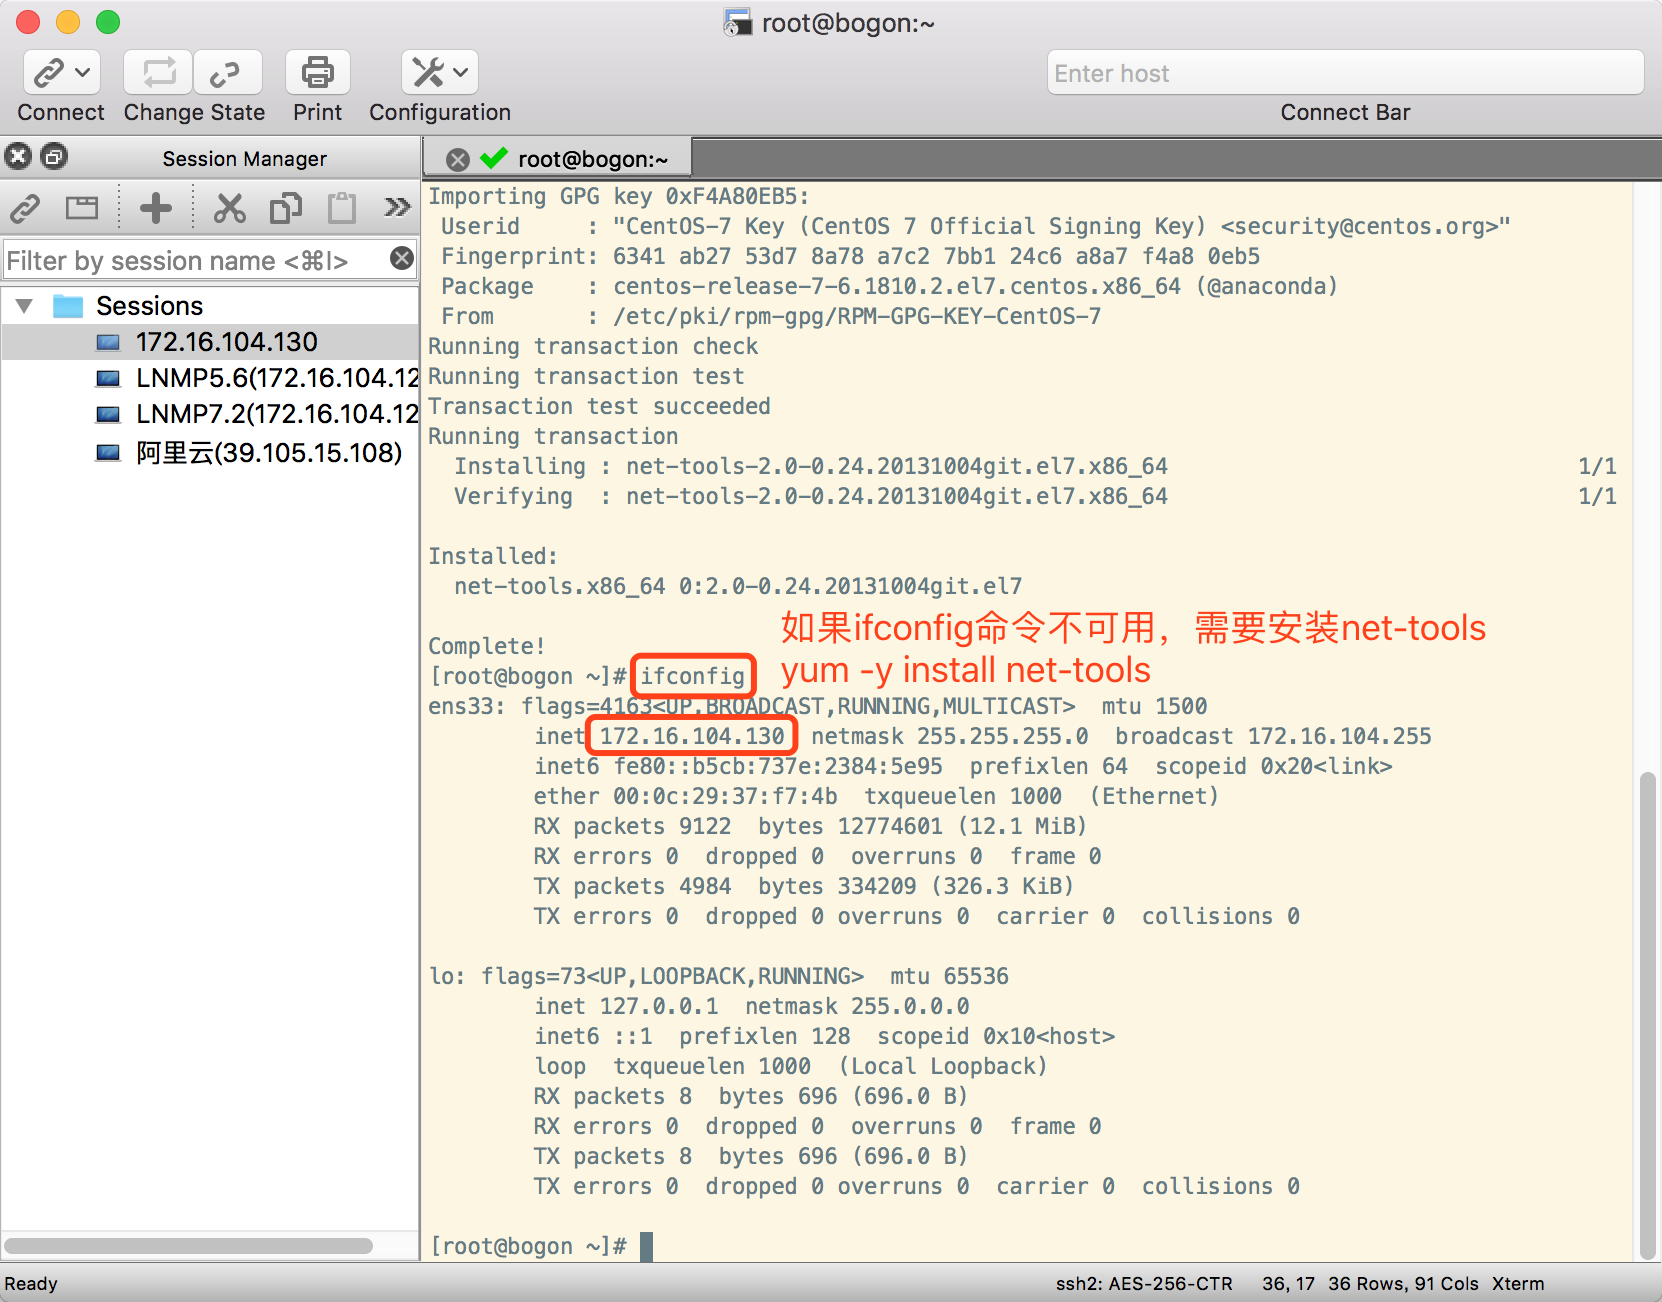 root@bogon:~
Enter host
Connect
Change State
Print
Configuration
Connect Bar
Session Manager
root@bogon:~
Filter by session name <⌘I>
Sessions
172.16.104.130
LNMP5.6(172.16.104.12
LNMP7.2(172.16.104.12
阿里云(39.105.15.108)
Importing GPG key 0xF4A80EB5:
Userid     : "CentOS-7 Key (CentOS 7 Official Signing Key) <security@centos.org>"
Fingerprint: 6341 ab27 53d7 8a78 a7c2 7bb1 24c6 a8a7 f4a8 0eb5
Package    : centos-release-7-6.1810.2.el7.centos.x86_64 (@anaconda)
From       : /etc/pki/rpm-gpg/RPM-GPG-KEY-CentOS-7
Running transaction check
Running transaction test
Transaction test succeeded
Running transaction
Installing : net-tools-2.0-0.24.20131004git.el7.x86_64 1/1
Verifying  : net-tools-2.0-0.24.20131004git.el7.x86_64 1/1
Installed:
net-tools.x86_64 0:2.0-0.24.20131004git.el7
如果ifconfig命令不可用，需要安装net-tools
Complete!
yum -y install net-tools
[root@bogon ~]# ifconfig
ens33: flags=4163<UP,BROADCAST,RUNNING,MULTICAST>  mtu 1500
inet 172.16.104.130  netmask 255.255.255.0  broadcast 172.16.104.255
inet6 fe80::b5cb:737e:2384:5e95  prefixlen 64  scopeid 0x20<link>
ether 00:0c:29:37:f7:4b  txqueuelen 1000  (Ethernet)
RX packets 9122  bytes 12774601 (12.1 MiB)
RX errors 0  dropped 0  overruns 0  frame 0
TX packets 4984  bytes 334209 (326.3 KiB)
TX errors 0  dropped 0 overruns 0  carrier 0  collisions 0
lo: flags=73<UP,LOOPBACK,RUNNING>  mtu 65536
inet 127.0.0.1  netmask 255.0.0.0
inet6 ::1  prefixlen 128  scopeid 0x10<host>
loop  txqueuelen 1000  (Local Loopback)
RX packets 8  bytes 696 (696.0 B)
RX errors 0  dropped 0  overruns 0  frame 0
TX packets 8  bytes 696 (696.0 B)
TX errors 0  dropped 0 overruns 0  carrier 0  collisions 0
[root@bogon ~]#
Ready
ssh2: AES-256-CTR 36, 17 36 Rows, 91 Cols Xterm